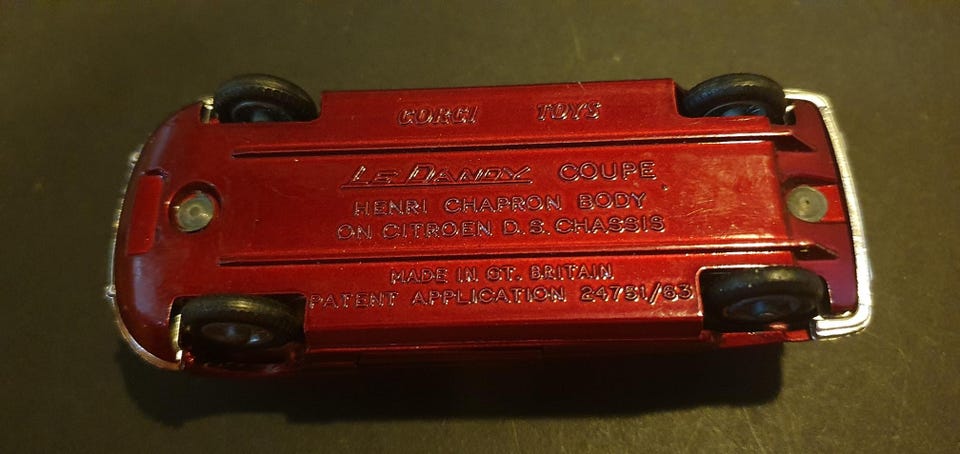 CORGI TOYS
LE DANDY COUPE
HENRI CHAPRON BODY
ON CITROEN D.S. CHASSIS
MADE IN GT. BRITAIN
PATENT APPLICATION 24751/63